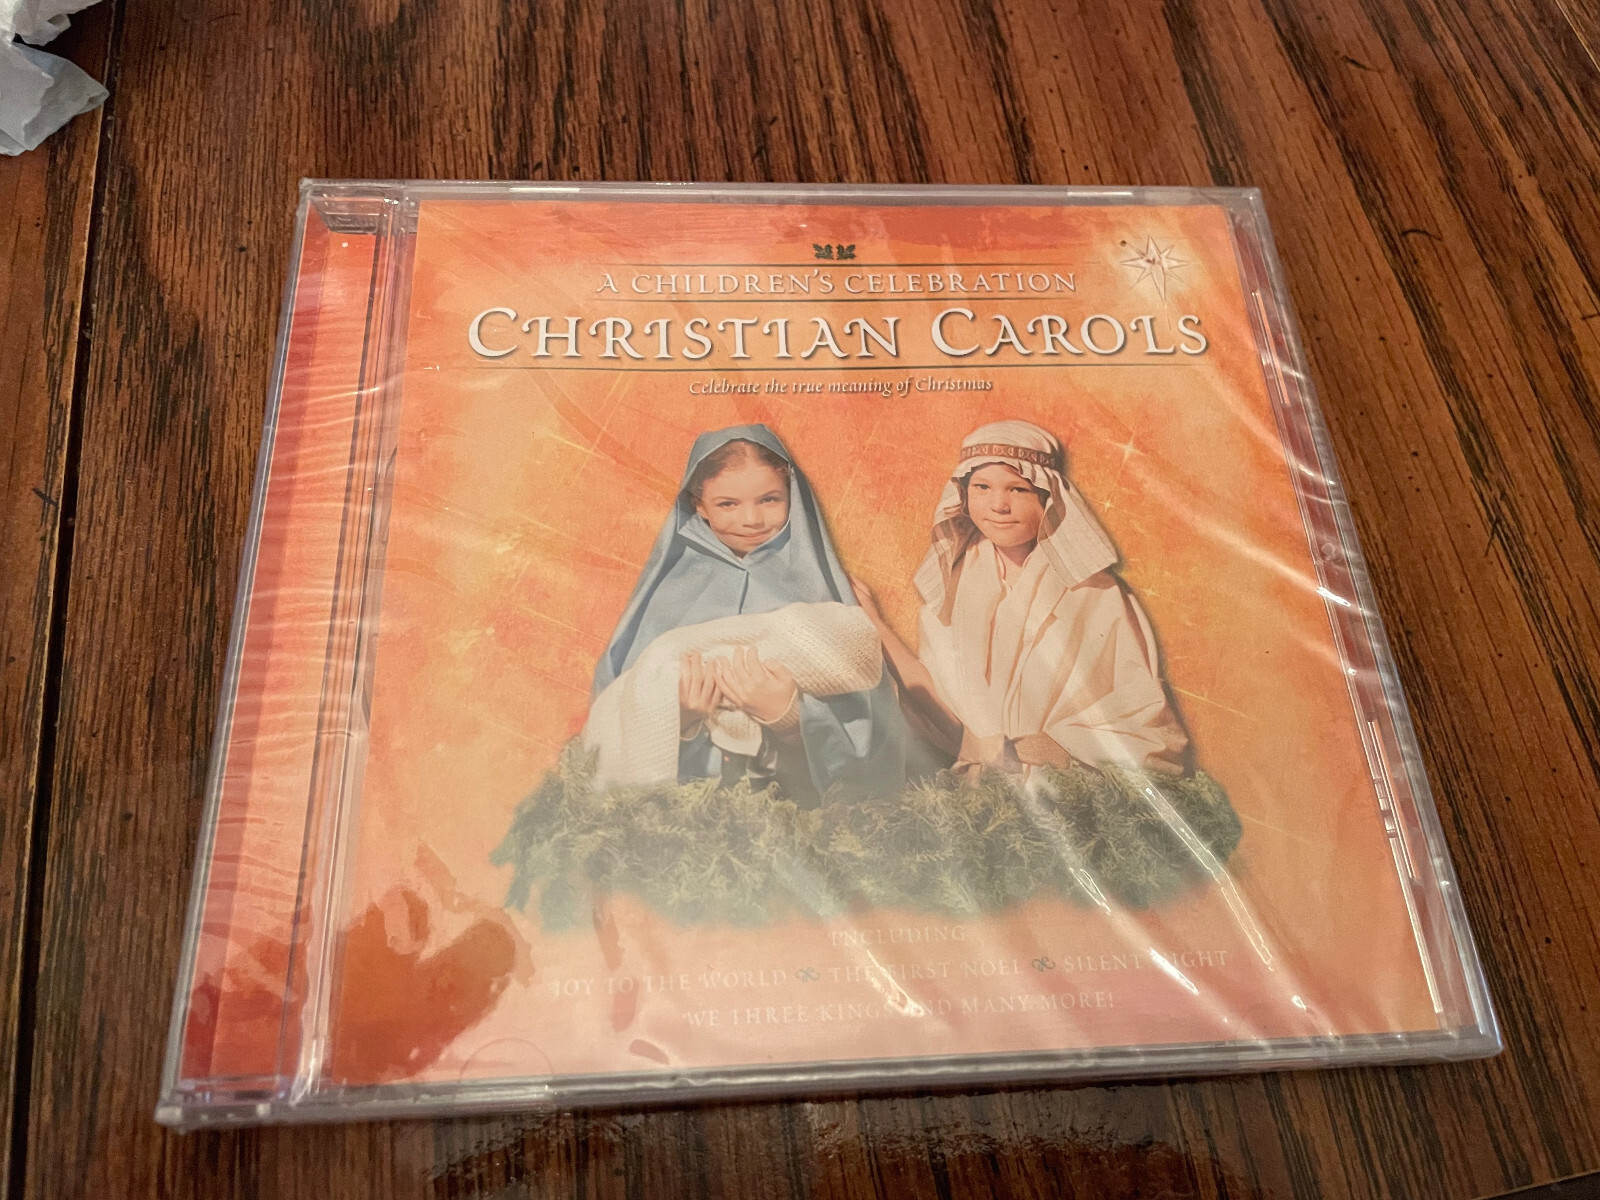 A CHILDREN'S CELEBRATION
CHRISTIAN CAROLS
Celebrate the true meaning of Christmas
INCLUDING
JOY TO THE WORLD THE FIRST NOEL SILENT NIGHT
WE THREE KINGS AND MANY MORE!